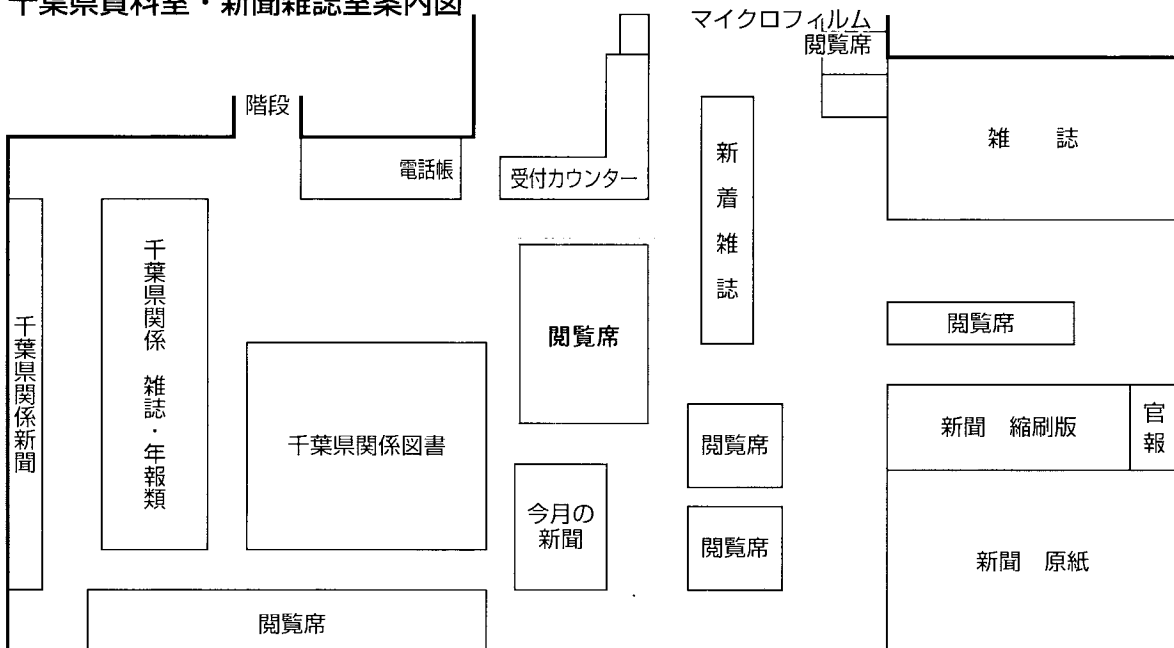 千葉県資料室・新聞雑誌室案内図
マイクロフィルム
閲覧席
階段
電話帳
受付カウンター
新着雑誌
雑　誌
千葉県関係新聞
千葉県関係　雑誌・年報類
千葉県関係図書
閲覧席
閲覧席
閲覧席
新聞　縮刷版
官報
今月の
新聞
閲覧席
新聞　原紙
閲覧席